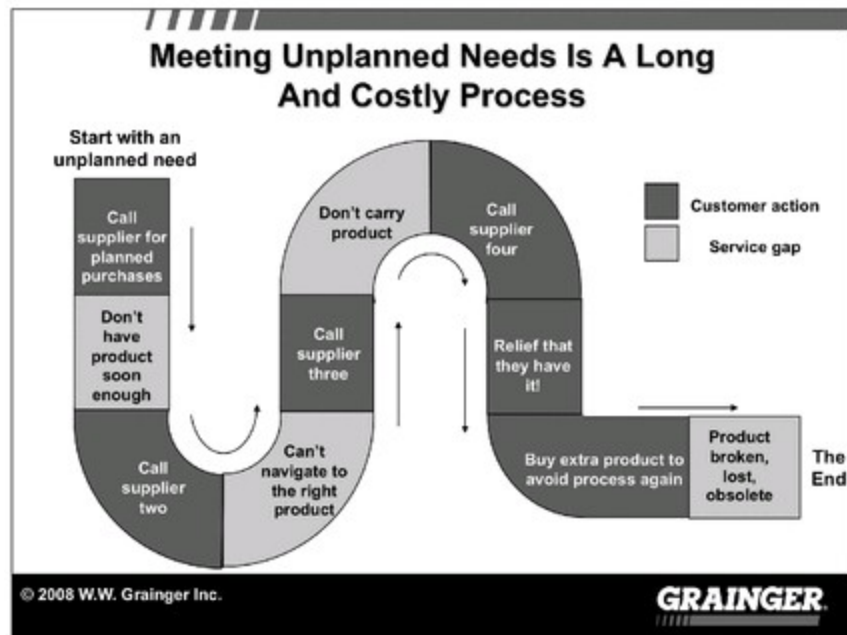 Meeting Unplanned Needs Is A Long
And Costly Process
Start with an
unplanned need
Call
supplier for
planned
purchases
Don't
have
product
soon
enough
Call
supplier
two
Can't
navigate to
the right
product
Call
supplier
three
Don't carry
product
Call
supplier
four
Relief that
they have
it!
Buy extra product to
avoid process again
Product
broken,
lost,
obsolete
The
End
Customer action
Service gap
© 2008 W.W. Grainger Inc.
GRAINGER